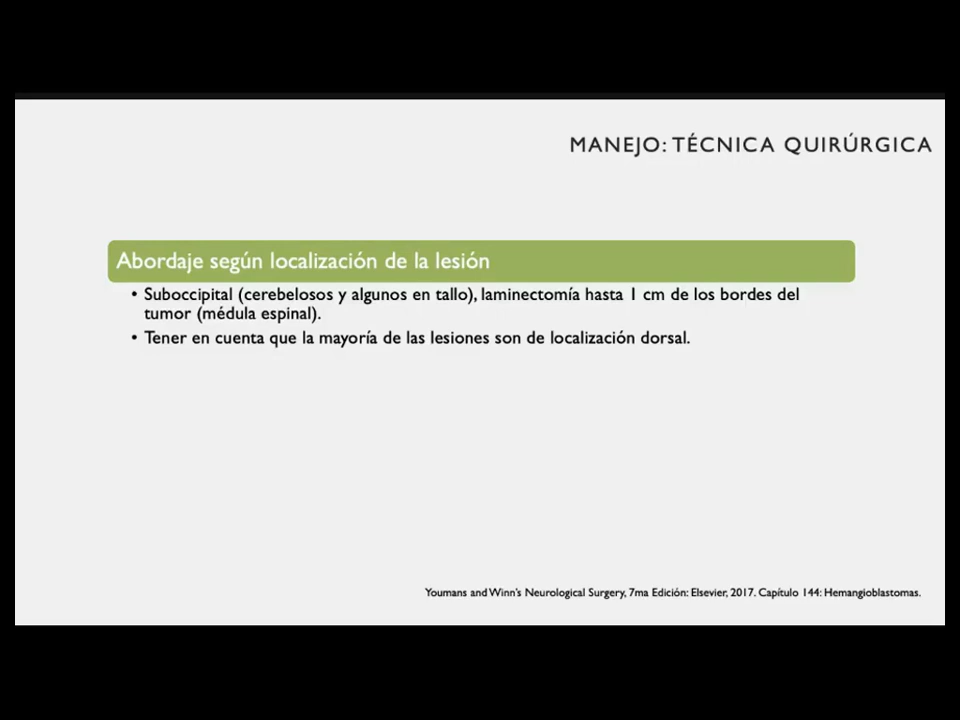 MANEJO: TÉCNICA QUIRÚRGICA
Abordaje según localización de la lesión
• Suboccipital (cerebelosos y algunos en tallo), laminectomía hasta 1 cm de los bordes del
tumor (médula espinal).
• Tener en cuenta que la mayoría de las lesiones son de localización dorsal.
Youmans and Winn's Neurological Surgery, 7ma Edición: Elsevier, 2017. Capítulo 144: Hemangioblastomas.